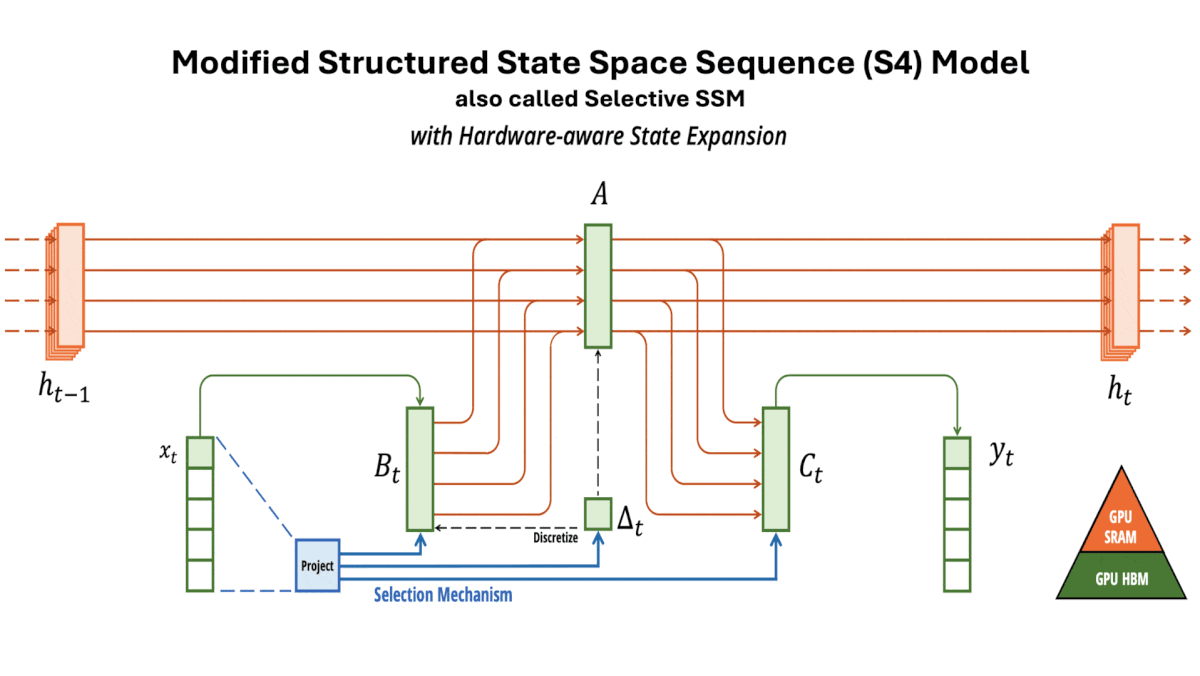 Modified Structured State Space Sequence (S4) Model
also called Selective SSM
with Hardware-aware State Expansion
A
h_{t−1}
h_t
x_t
B_t
C_t
y_t
Δ_t
Discretize
Project
Selection Mechanism
GPU
SRAM
GPU HBM